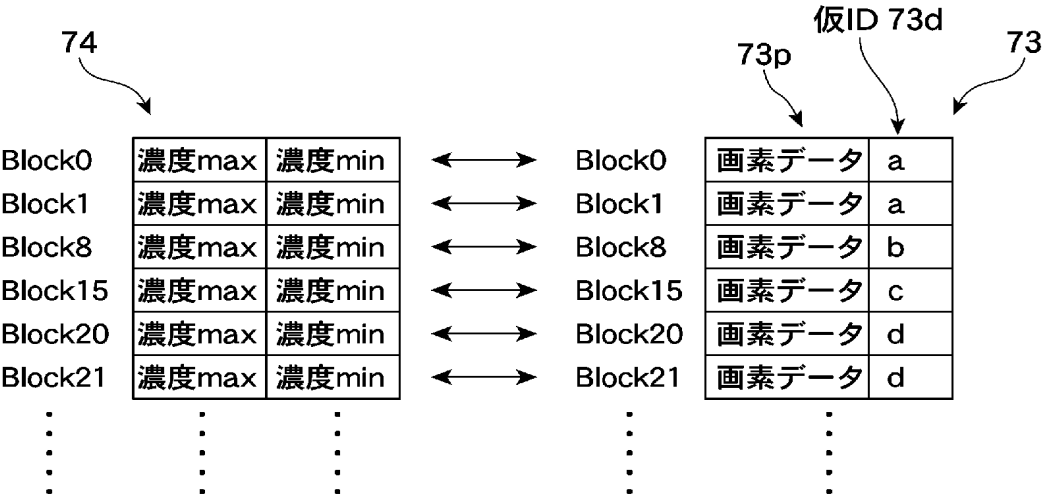 仮ID 73d
74
73p
73
Block0 濃度max 濃度min Block0 画素データ a
Block1 濃度max 濃度min Block1 画素データ a
Block8 濃度max 濃度min Block8 画素データ b
Block15 濃度max 濃度min Block15 画素データ c
Block20 濃度max 濃度min Block20 画素データ d
Block21 濃度max 濃度min Block21 画素データ d